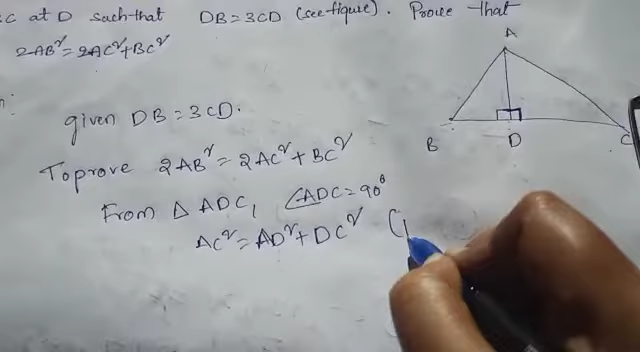 BC at D such that DB = 3CD (see figure). Prove that
2AB² = 2AC² + BC²
A
B
D
C
n:
given DB = 3CD.
To prove 2AB² = 2AC² + BC²
From △ ADC, ∠ADC = 90°
AC² = AD² + DC² (